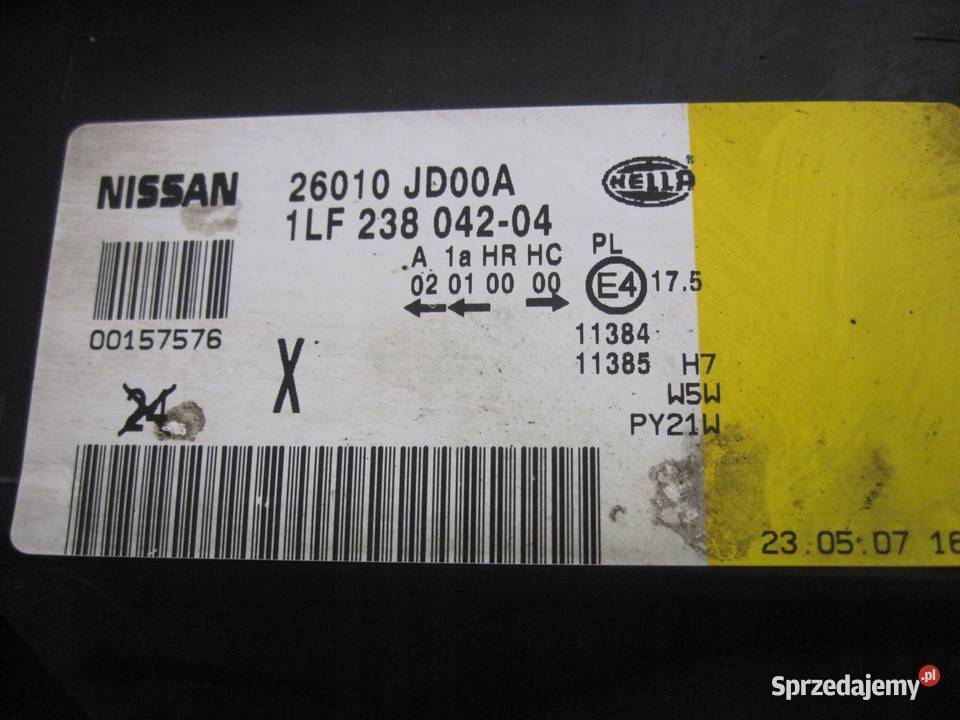 NISSAN 26010 JD00A HELLA®
1LF 238 042-04
A 1a HR HC PL
02 01 00 00 E4 17.5
00157576
11384
11385 H7
24 X W5W
PY21W
23.05.07 16
Sprzedajemy.pl